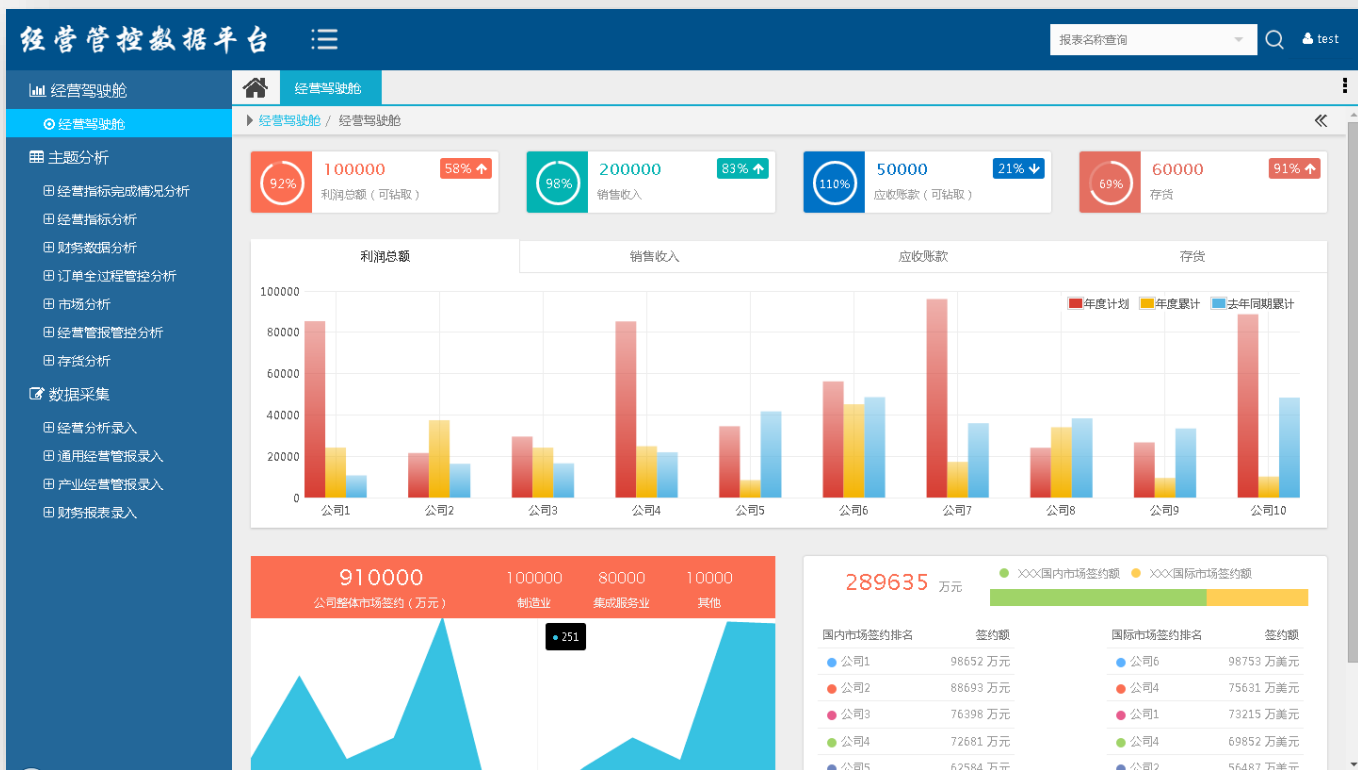 经营管控数据平台
报表名称查询
test
经营驾驶舱
经营驾驶舱
主题分析
经营指标完成情况分析
经营指标分析
财务数据分析
订单全过程管控分析
市场分析
经营管报管控分析
存货分析
数据采集
经营分析录入
通用经营管报录入
产业经营管报录入
财务报表录入
经营驾驶舱
经营驾驶舱 / 经营驾驶舱
92%
100000
58%
利润总额（可钻取）
98%
200000
83%
销售收入
110%
50000
21%
应收账款（可钻取）
69%
60000
91%
存货
利润总额 销售收入 应收账款 存货
年度计划 年度累计 去年同期累计
100000
80000
60000
40000
20000
0
公司1 公司2 公司3 公司4 公司5 公司6 公司7 公司8 公司9 公司10
910000 100000 80000 10000
公司整体市场签约（万元） 制造业 集成服务业 其他
251
289635 万元
XXX国内市场签约额 XXX国际市场签约额
国内市场签约排名 签约额
公司1 98652 万元
公司2 88693 万元
公司3 76398 万元
公司4 72681 万元
公司5 62584 万元
国际市场签约排名 签约额
公司6 98753 万美元
公司4 75631 万美元
公司1 73215 万美元
公司4 69852 万美元
公司2 56487 万美元